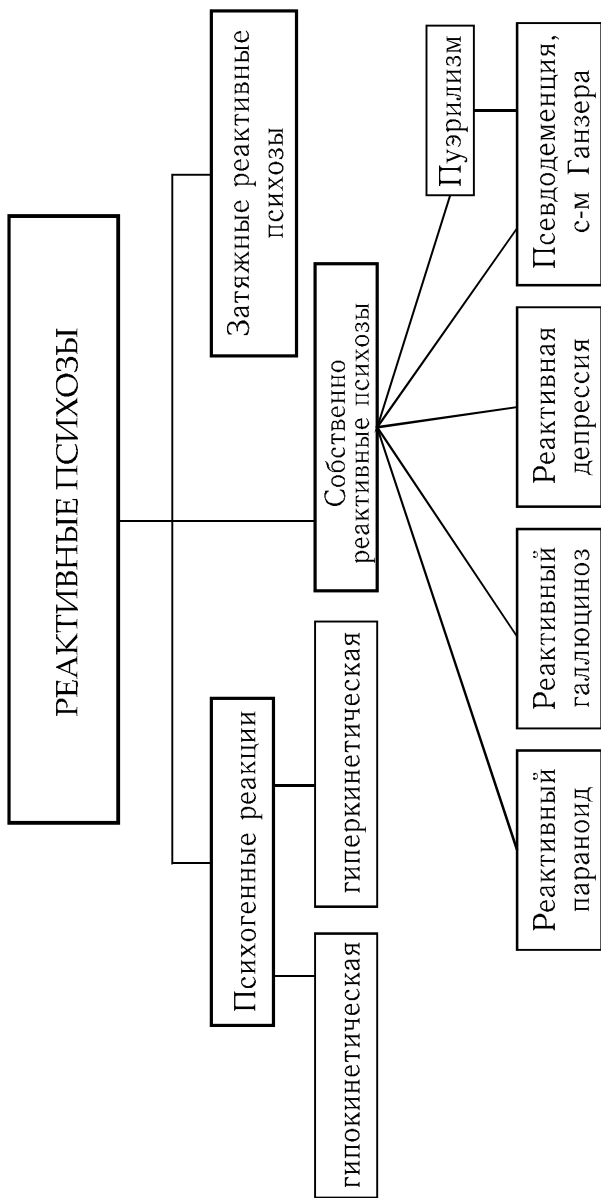 РЕАКТИВНЫЕ ПСИХОЗЫ
Психогенные реакции
Затяжные реактивные
психозы
гипокинетическая
гиперкинетическая
Собственно
реактивные психозы
Пуэрилизм
Реактивный
параноид
Реактивный
галлюциноз
Реактивная
депрессия
Псевдодеменция,
с-м Ганзера